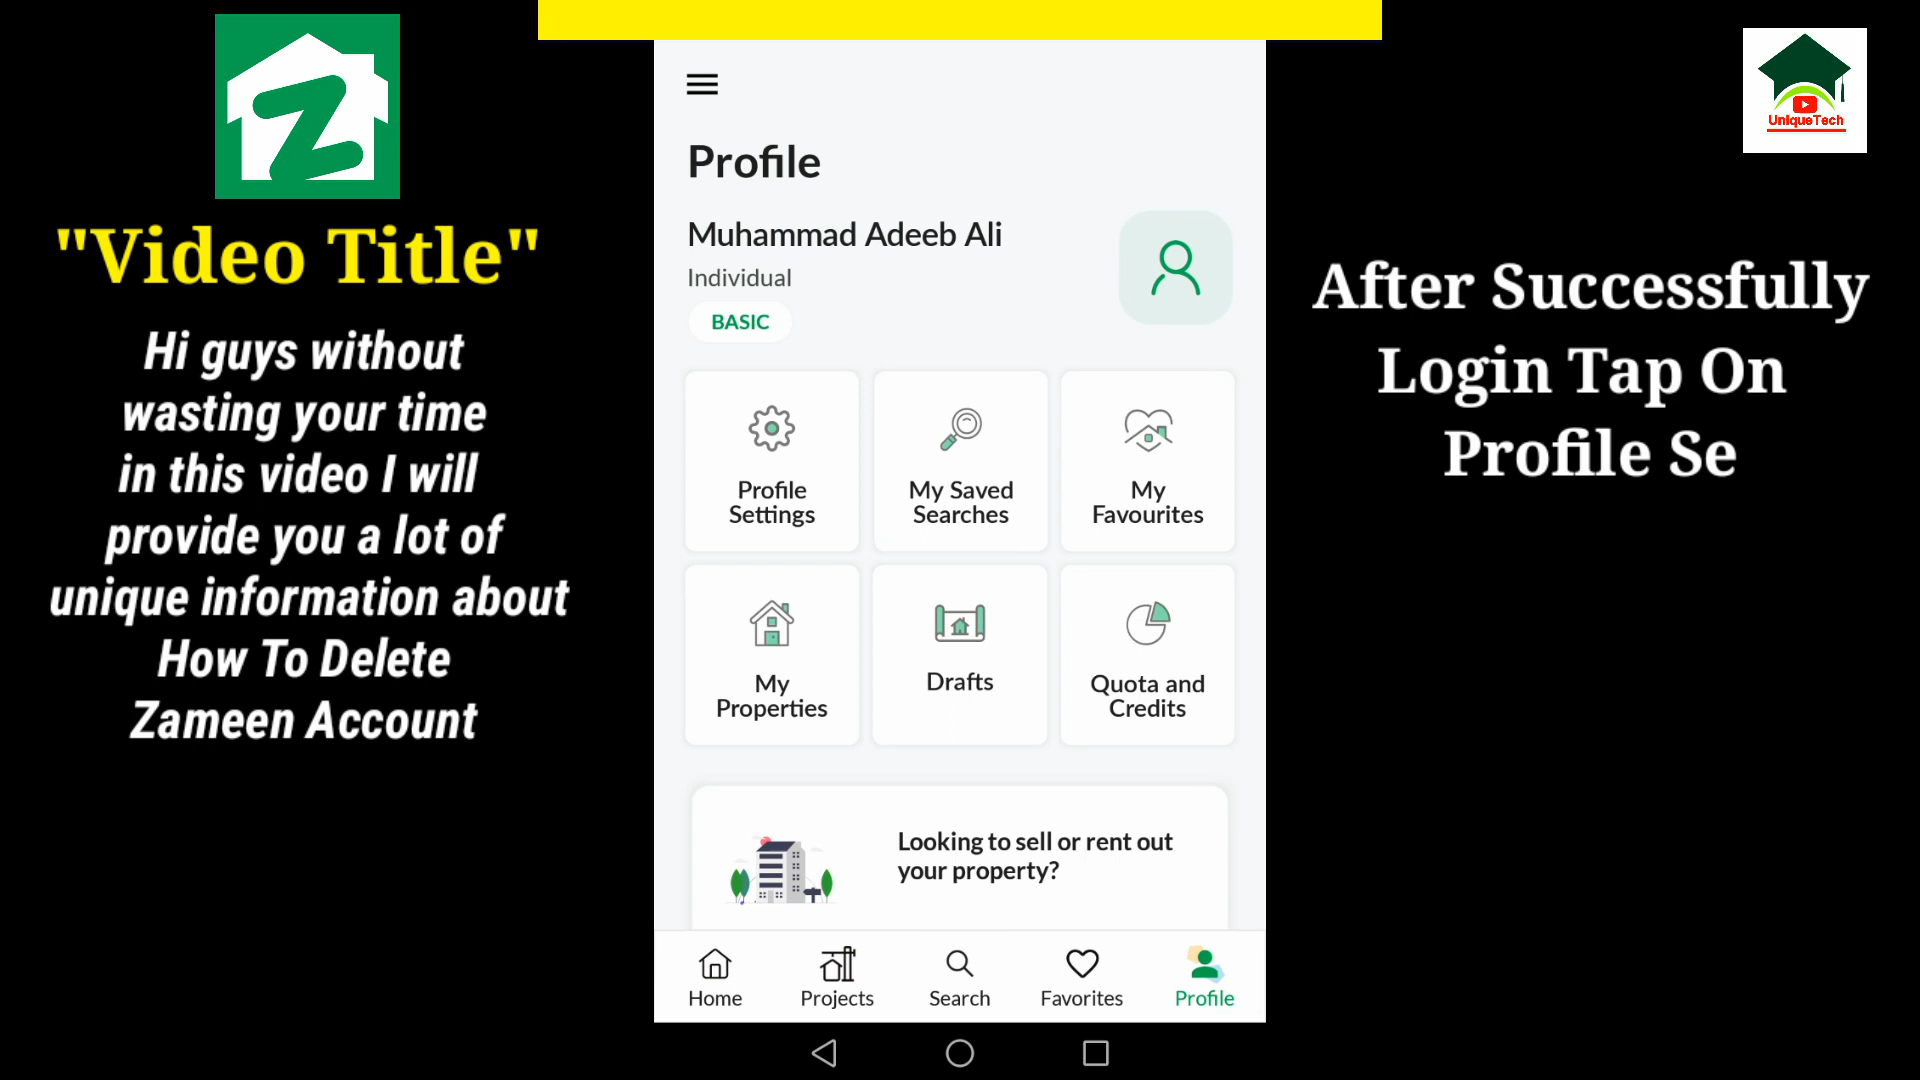 "Video Title"
Hi guys without
wasting your time
in this video I will
provide you a lot of
unique information about
How To Delete
Zameen Account
Profile
Muhammad Adeeb Ali
Individual
BASIC
Profile
Settings
My Saved
Searches
My
Favourites
My
Properties
Drafts
Quota and
Credits
Looking to sell or rent out
your property?
Home
Projects
Search
Favorites
Profile
UniqueTech
After Successfully
Login Tap On
Profile Se